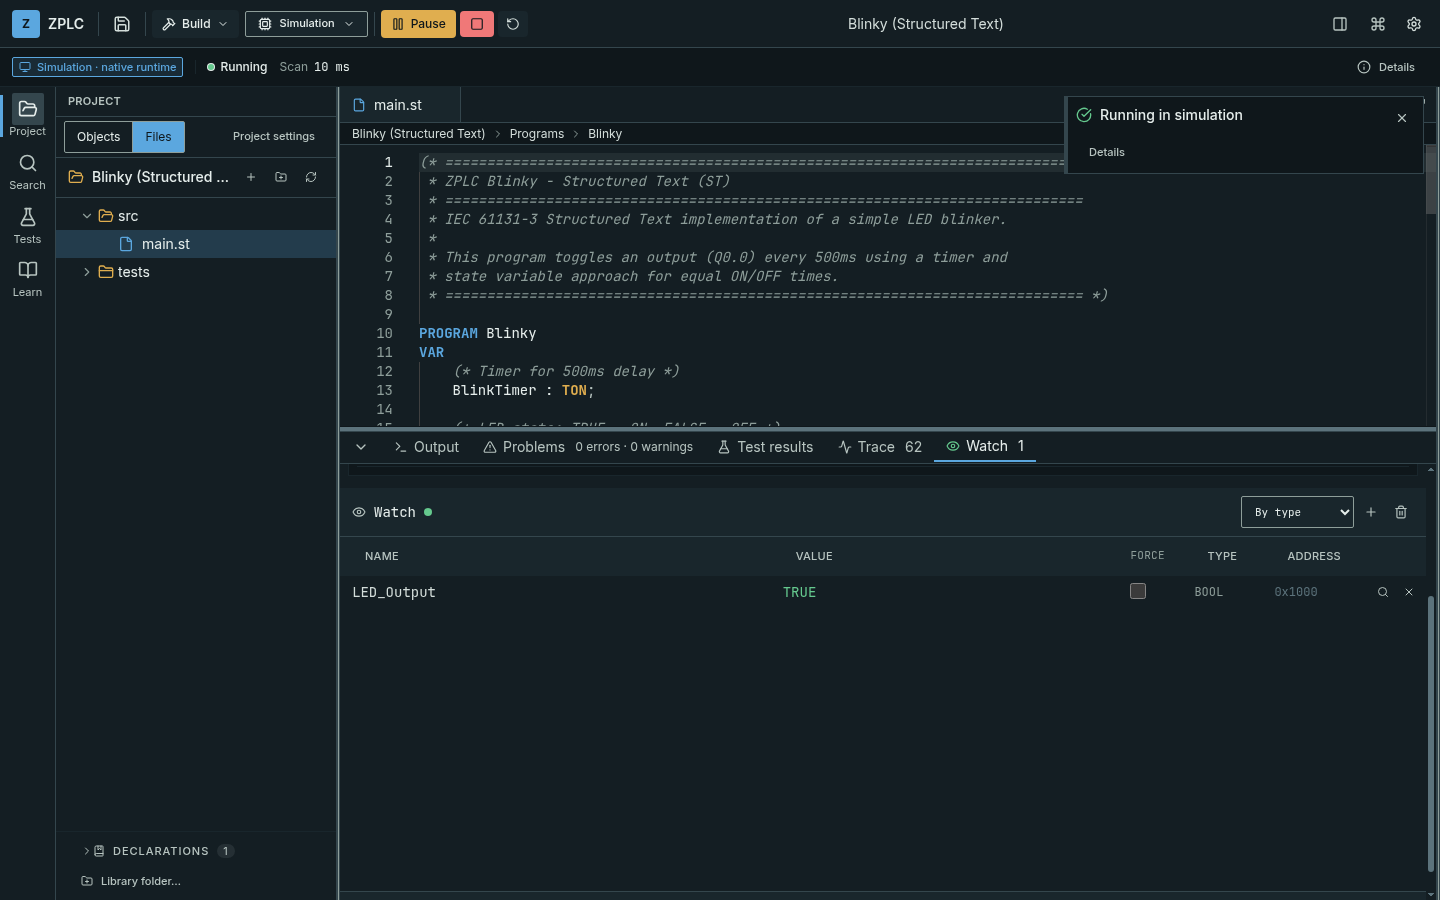 Z ZPLC Build Simulation Pause Blinky (Structured Text)
Simulation · native runtime Running Scan 10 ms Details
Project
Search
Tests
Learn
PROJECT
Objects Files Project settings
Blinky (Structured ...
src
main.st
tests
DECLARATIONS 1
Library folder...
main.st
Blinky (Structured Text) > Programs > Blinky
Running in simulation
Details
1 (* =============================================================================
2 * ZPLC Blinky - Structured Text (ST)
3 * ============================================================================
4 * IEC 61131-3 Structured Text implementation of a simple LED blinker.
5 *
6 * This program toggles an output (Q0.0) every 500ms using a timer and
7 * state variable approach for equal ON/OFF times.
8 * ============================================================================ *)
9
10 PROGRAM Blinky
11 VAR
12 (* Timer for 500ms delay *)
13 BlinkTimer : TON;
14
Output Problems 0 errors · 0 warnings Test results Trace 62 Watch 1
Watch By type
NAME VALUE FORCE TYPE ADDRESS
LED_Output TRUE BOOL 0x1000